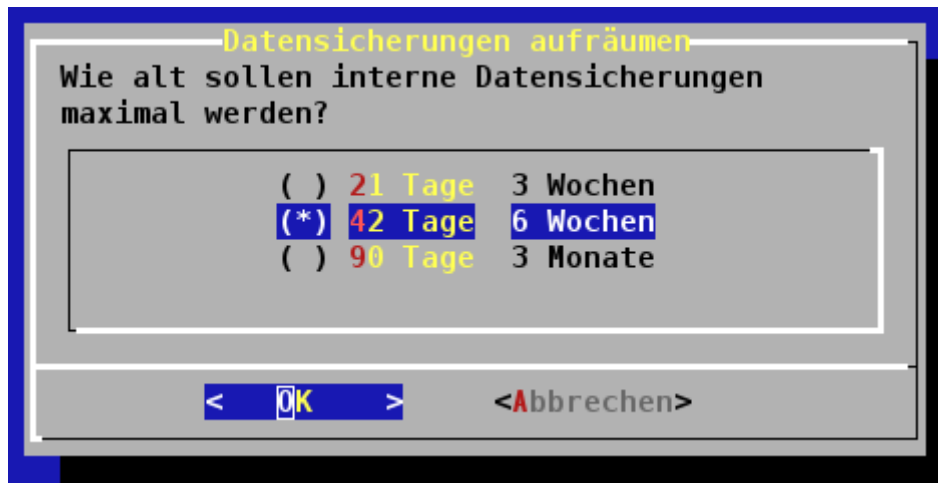 Datensicherungen aufräumen
Wie alt sollen interne Datensicherungen
maximal werden?
( ) 21 Tage 3 Wochen
(*) 42 Tage 6 Wochen
( ) 90 Tage 3 Monate
< OK > <Abbrechen>